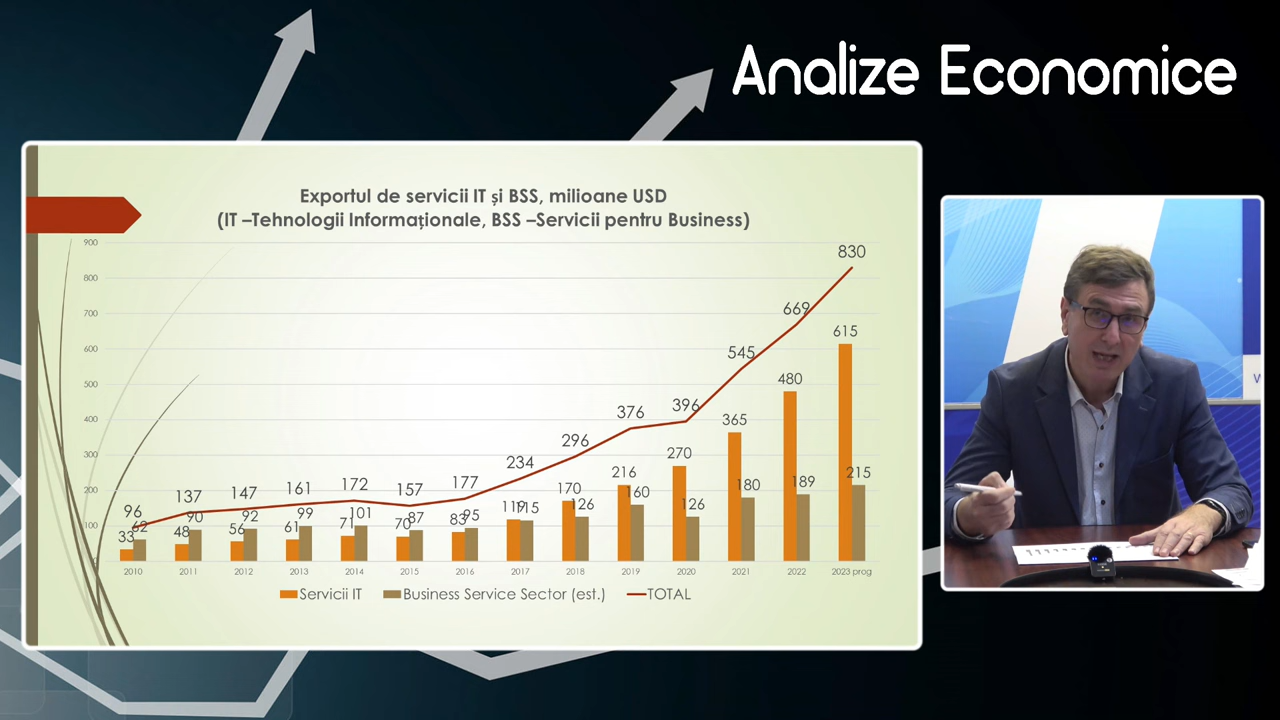 Analize Economice
Exportul de servicii IT și BSS, milioane USD
(IT –Tehnologii Informaționale, BSS –Servicii pentru Business)
900
800
700
600
500
400
300
200
100
96 137 147 161 172 157 177 234 296 376 396 545 669 830
33 48 56 61 71 70 83 119 170 216 270 365 480 615
62 90 92 99 101 87 95 115 126 160 126 180 189 215
2010 2011 2012 2013 2014 2015 2016 2017 2018 2019 2020 2021 2022 2023 prog
Servicii IT Business Service Sector (est.) TOTAL
W